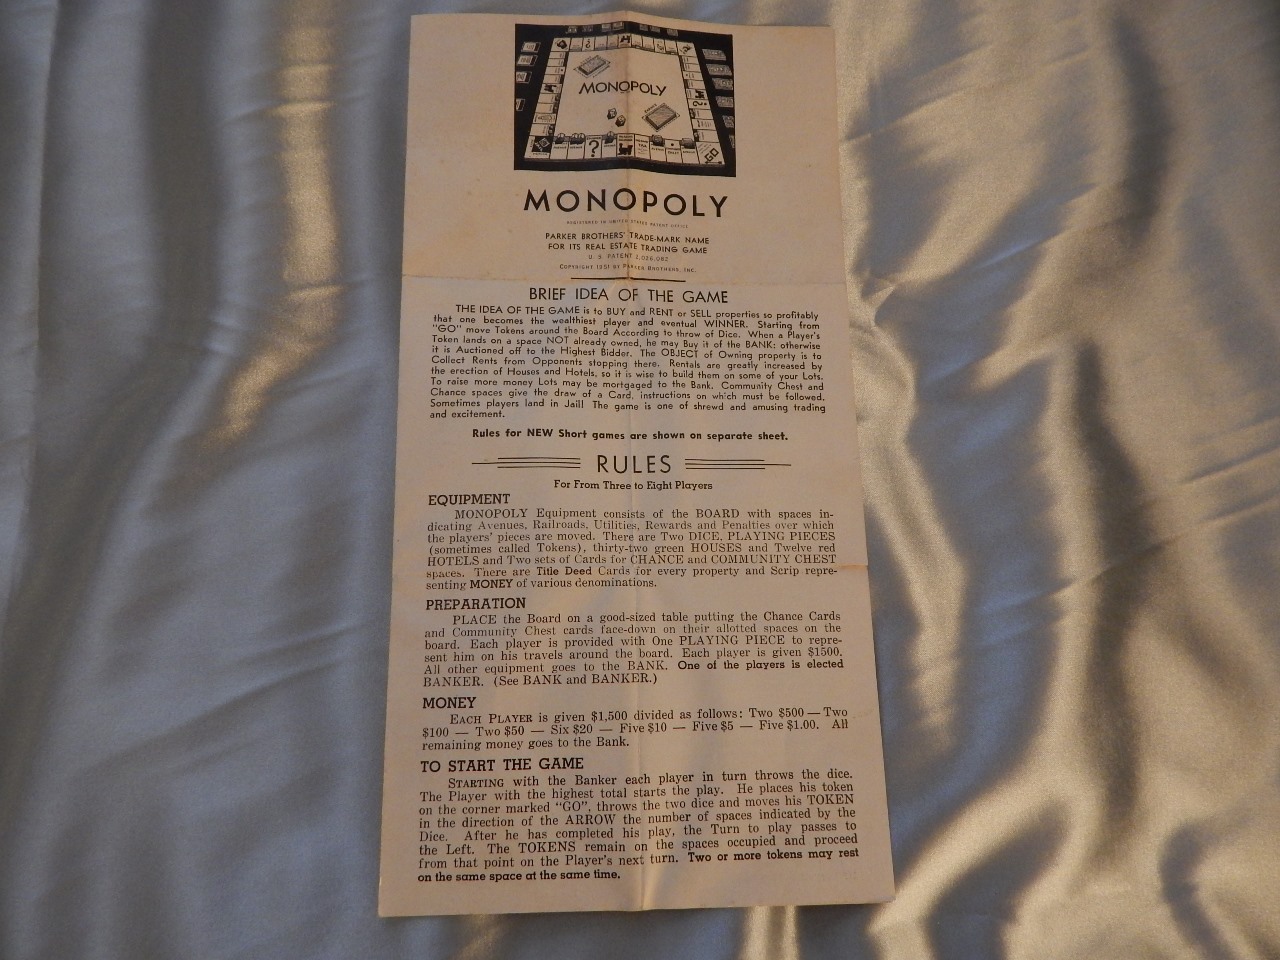 MONOPOLY
GO
MONOPOLY
REGISTERED IN UNITED STATES PATENT OFFICE
PARKER BROTHERS' TRADE-MARK NAME
FOR ITS REAL ESTATE TRADING GAME
U. S. PATENT 2,026,082
COPYRIGHT 1951 BY PARKER BROTHERS, INC.
BRIEF IDEA OF THE GAME
THE IDEA OF THE GAME is to BUY and RENT or SELL properties so profitably
that one becomes the wealthiest player and eventual WINNER. Starting from
"GO" move Tokens around the Board According to throw of Dice. When a Player's
Token lands on a space NOT already owned, he may Buy it of the BANK: otherwise
it is Auctioned off to the Highest Bidder. The OBJECT of Owning property is to
Collect Rents from Opponents stopping there. Rentals are greatly increased by
the erection of Houses and Hotels, so it is wise to build them on some of your Lots.
To raise more money Lots may be mortgaged to the Bank. Community Chest and
Chance spaces give the draw of a Card, instructions on which must be followed.
Sometimes players land in Jail! The game is one of shrewd and amusing trading
and excitement.
Rules for NEW Short games are shown on separate sheet.
RULES
For From Three to Eight Players
EQUIPMENT
MONOPOLY Equipment consists of the BOARD with spaces in-
dicating Avenues, Railroads, Utilities, Rewards and Penalties over which
the players' pieces are moved. There are Two DICE, PLAYING PIECES
(sometimes called Tokens), thirty-two green HOUSES and Twelve red
HOTELS and Two sets of Cards for CHANCE and COMMUNITY CHEST
spaces. There are Title Deed Cards for every property and Scrip repre-
senting MONEY of various denominations.
PREPARATION
PLACE the Board on a good-sized table putting the Chance Cards
and Community Chest cards face-down on their allotted spaces on the
board. Each player is provided with One PLAYING PIECE to repre-
sent him on his travels around the board. Each player is given $1500.
All other equipment goes to the BANK. One of the players is elected
BANKER. (See BANK and BANKER.)
MONEY
EACH PLAYER is given $1,500 divided as follows: Two $500 — Two
$100 — Two $50 — Six $20 — Five $10 — Five $5 — Five $1.00. All
remaining money goes to the Bank.
TO START THE GAME
STARTING with the Banker each player in turn throws the dice.
The Player with the highest total starts the play. He places his token
on the corner marked "GO", throws the two dice and moves his TOKEN
in the direction of the ARROW the number of spaces indicated by the
Dice. After he has completed his play, the Turn to play passes to
the Left. The TOKENS remain on the spaces occupied and proceed
from that point on the Player's next turn. Two or more tokens may rest
on the same space at the same time.